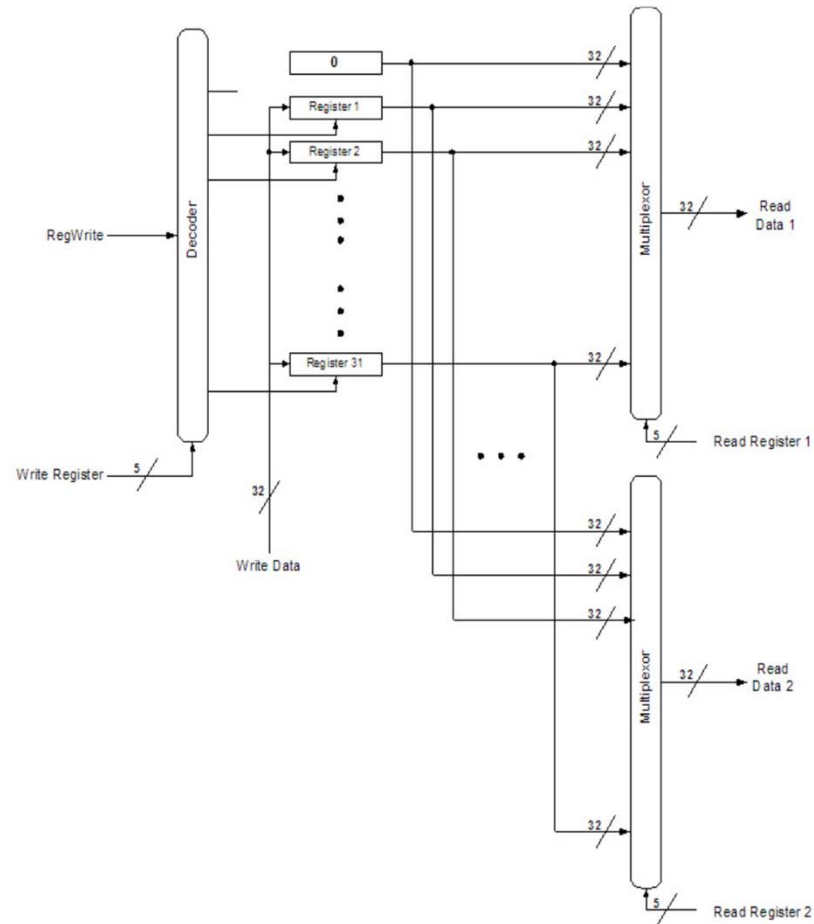 0
32
Register 1
32
Register 2
32
Decoder
RegWrite
Multiplexor
32
Read
Data 1
Register 31
32
5
Read Register 1
Write Register
5
32
Write Data
32
32
32
Multiplexor
32
Read
Data 2
32
5
Read Register 2